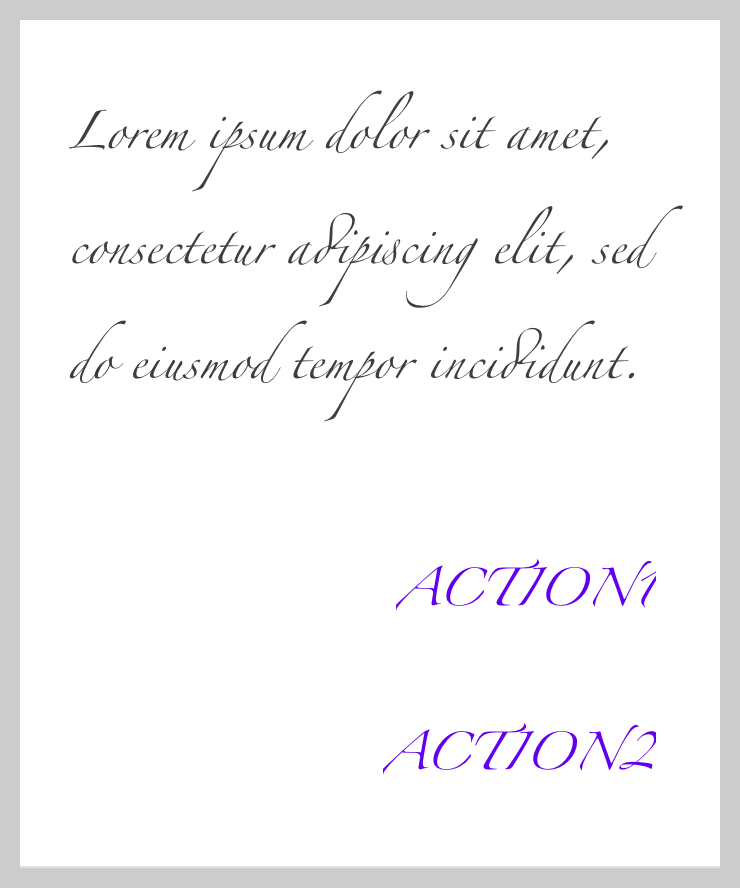 Lorem ipsum dolor sit amet,
consectetur adipiscing elit, sed
do eiusmod tempor incididunt.
ACTION1
ACTION2